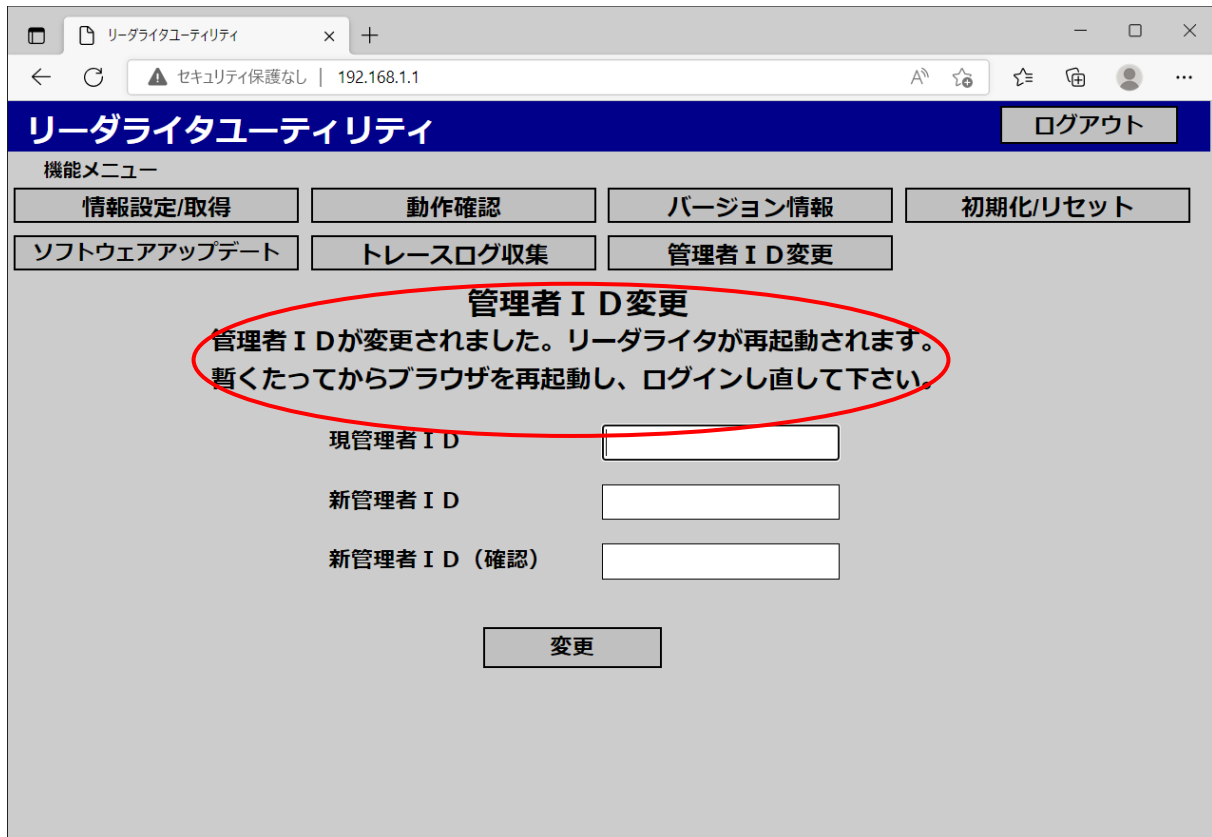 リーダライタユーティリティ
セキュリティ保護なし | 192.168.1.1
リーダライタユーティリティ
ログアウト
機能メニュー
情報設定/取得 動作確認 バージョン情報 初期化/リセット
ソフトウェアアップデート トレースログ収集 管理者ＩＤ変更
管理者ＩＤ変更
管理者ＩＤが変更されました。リーダライタが再起動されます。
暫くたってからブラウザを再起動し、ログインし直して下さい。
現管理者ＩＤ
新管理者ＩＤ
新管理者ＩＤ（確認）
変更